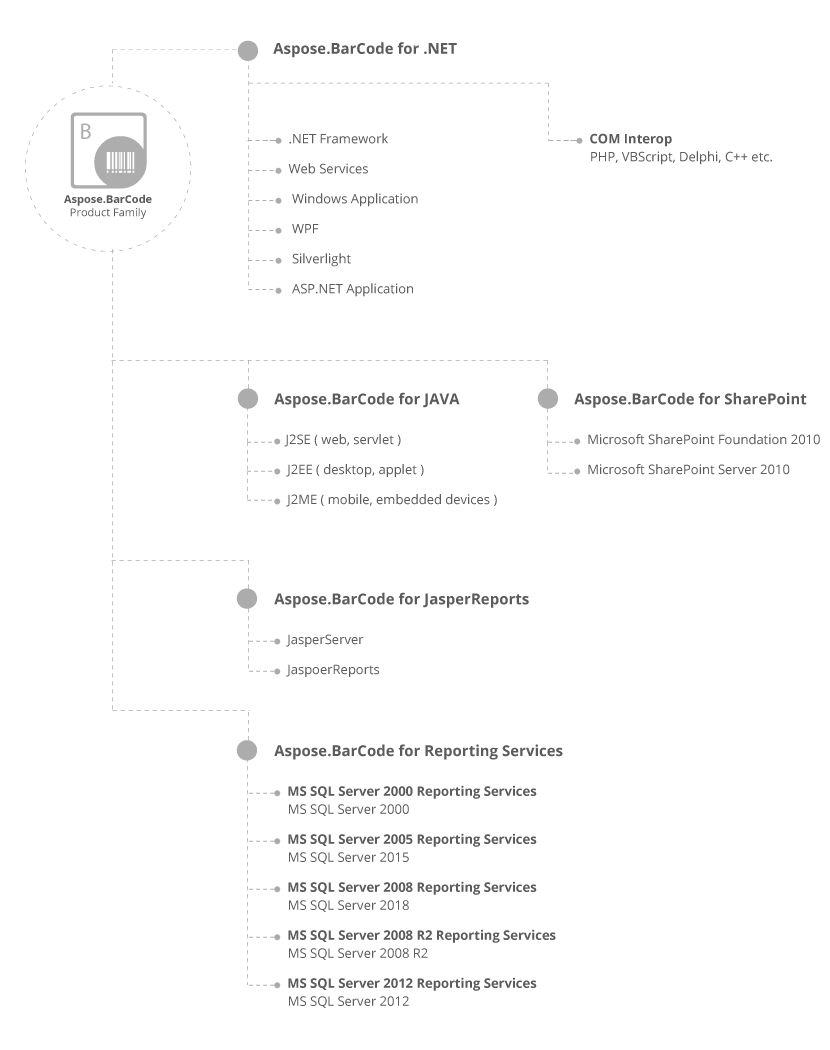 Aspose.BarCode for .NET
B
Aspose.BarCode
Product Family
.NET Framework
Web Services
Windows Application
WPF
Silverlight
ASP.NET Application
COM Interop
PHP, VBScript, Delphi, C++ etc.
Aspose.BarCode for JAVA
J2SE ( web, servlet )
J2EE ( desktop, applet )
J2ME ( mobile, embedded devices )
Aspose.BarCode for SharePoint
Microsoft SharePoint Foundation 2010
Microsoft SharePoint Server 2010
Aspose.BarCode for JasperReports
JasperServer
JaspoerReports
Aspose.BarCode for Reporting Services
MS SQL Server 2000 Reporting Services
MS SQL Server 2000
MS SQL Server 2005 Reporting Services
MS SQL Server 2015
MS SQL Server 2008 Reporting Services
MS SQL Server 2018
MS SQL Server 2008 R2 Reporting Services
MS SQL Server 2008 R2
MS SQL Server 2012 Reporting Services
MS SQL Server 2012